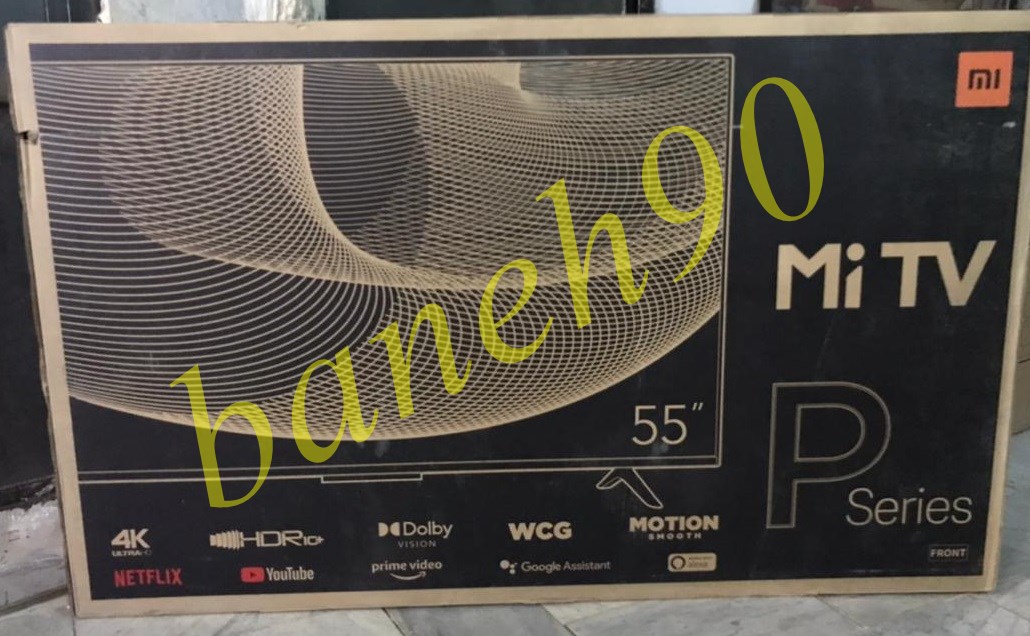 mi
Mi TV
baneh90
55"
P
Series
4K
ULTRA-HD
HDR10+
Dolby
VISION
WCG
MOTION
SMOOTH
FRONT
NETFLIX
YouTube
prime video
Google Assistant